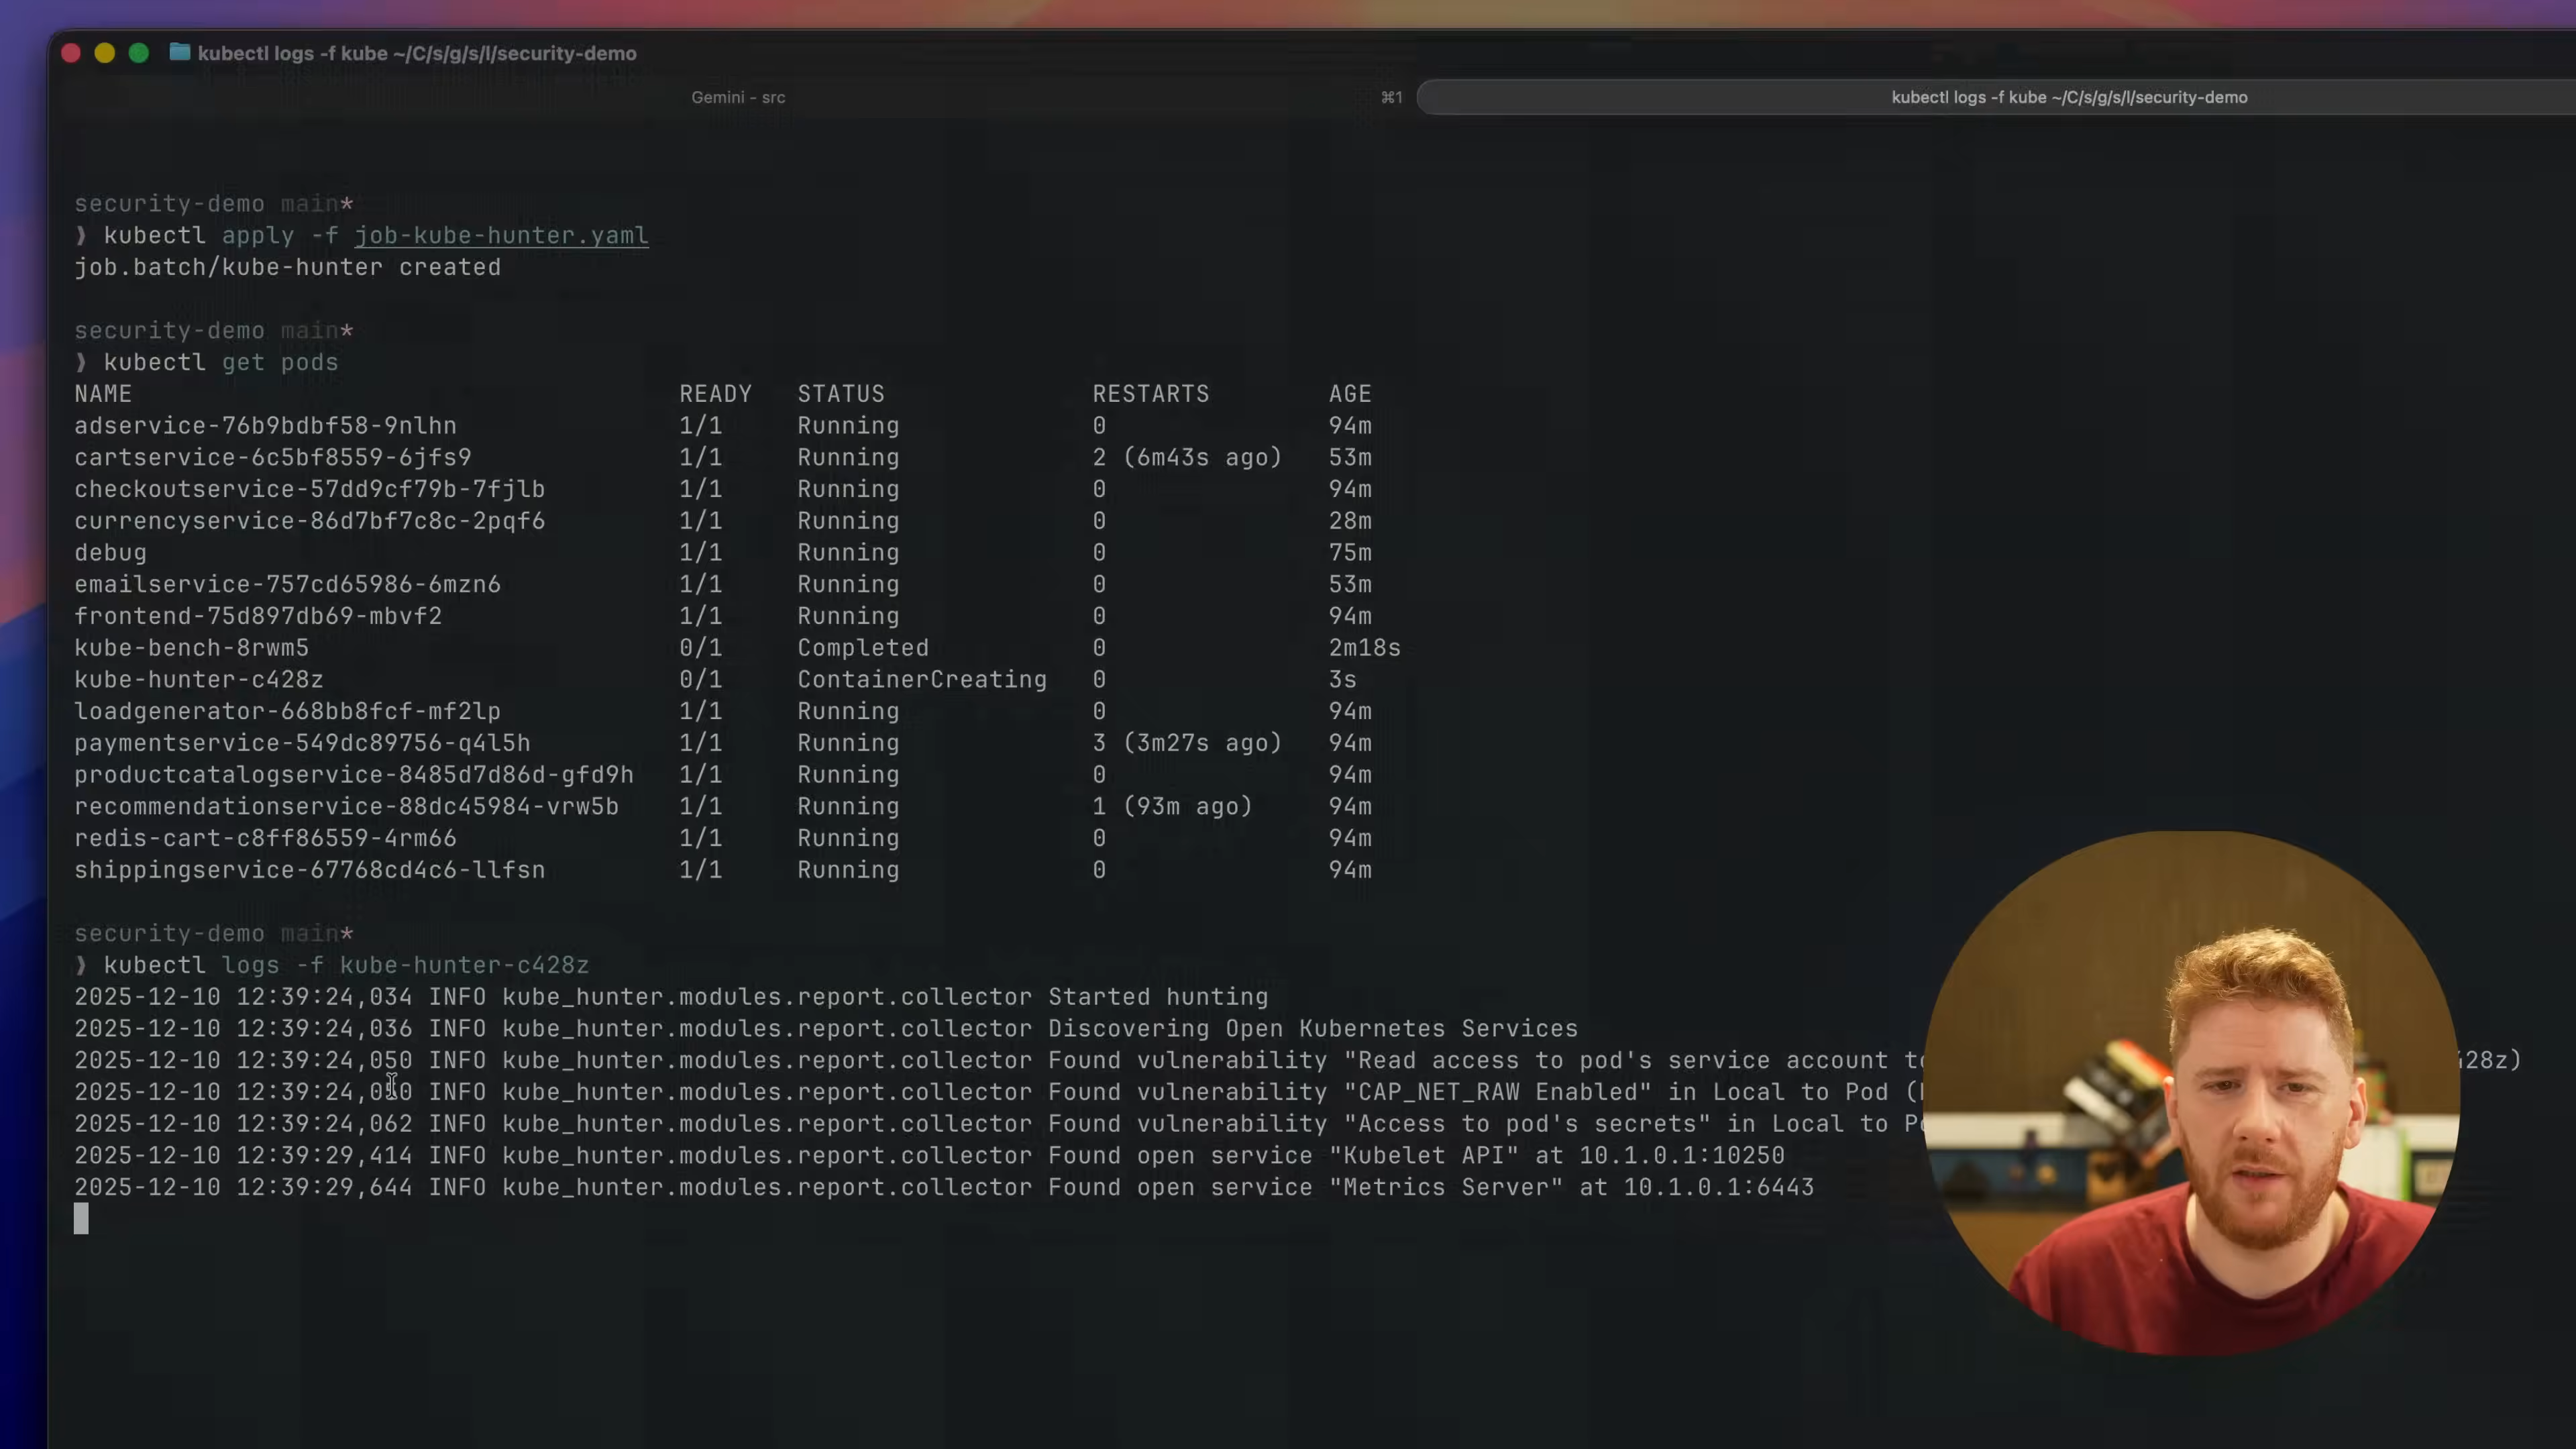 kubectl logs -f kube ~/C/s/g/s/l/security-demo
Gemini - src ⌘1 kubectl logs -f kube ~/C/s/g/s/l/security-demo
security-demo main*
❫ kubectl apply -f job-kube-hunter.yaml
job.batch/kube-hunter created
security-demo main*
❫ kubectl get pods
NAME READY STATUS RESTARTS AGE
adservice-76b9bdbf58-9nlhn 1/1 Running 0 94m
cartservice-6c5bf8559-6jfs9 1/1 Running 2 (6m43s ago) 53m
checkoutservice-57dd9cf79b-7fjlb 1/1 Running 0 94m
currencyservice-86d7bf7c8c-2pqf6 1/1 Running 0 28m
debug 1/1 Running 0 75m
emailservice-757cd65986-6mzn6 1/1 Running 0 53m
frontend-75d897db69-mbvf2 1/1 Running 0 94m
kube-bench-8rwm5 0/1 Completed 0 2m18s
kube-hunter-c428z 0/1 ContainerCreating 0 3s
loadgenerator-668bb8fcf-mf2lp 1/1 Running 0 94m
paymentservice-549dc89756-q4l5h 1/1 Running 3 (3m27s ago) 94m
productcatalogservice-8485d7d86d-gfd9h 1/1 Running 0 94m
recommendationservice-88dc45984-vrw5b 1/1 Running 1 (93m ago) 94m
redis-cart-c8ff86559-4rm66 1/1 Running 0 94m
shippingservice-67768cd4c6-llfsn 1/1 Running 0 94m
security-demo main*
❫ kubectl logs -f kube-hunter-c428z
2025-12-10 12:39:24,034 INFO kube_hunter.modules.report.collector Started hunting
2025-12-10 12:39:24,036 INFO kube_hunter.modules.report.collector Discovering Open Kubernetes Services
2025-12-10 12:39:24,050 INFO kube_hunter.modules.report.collector Found vulnerability "Read access to pod's service account 28z)
2025-12-10 INFO kube_hunter.modules.report.collector Found vulnerability "CAP_NET_RAW Enabled" in Local to Pod
2025-12-10 12:39:24,062 INFO kube_hunter.modules.report.collector Found vulnerability "Access to pod's secrets" in Local to
2025-12-10 12:39:29,414 INFO kube_hunter.modules.report.collector Found open service "Kubelet API" at 10.1.0.1:10250
2025-12-10 12:39:29,644 INFO kube_hunter.modules.report.collector Found open service "Metrics Server" at 10.1.0.1:6443